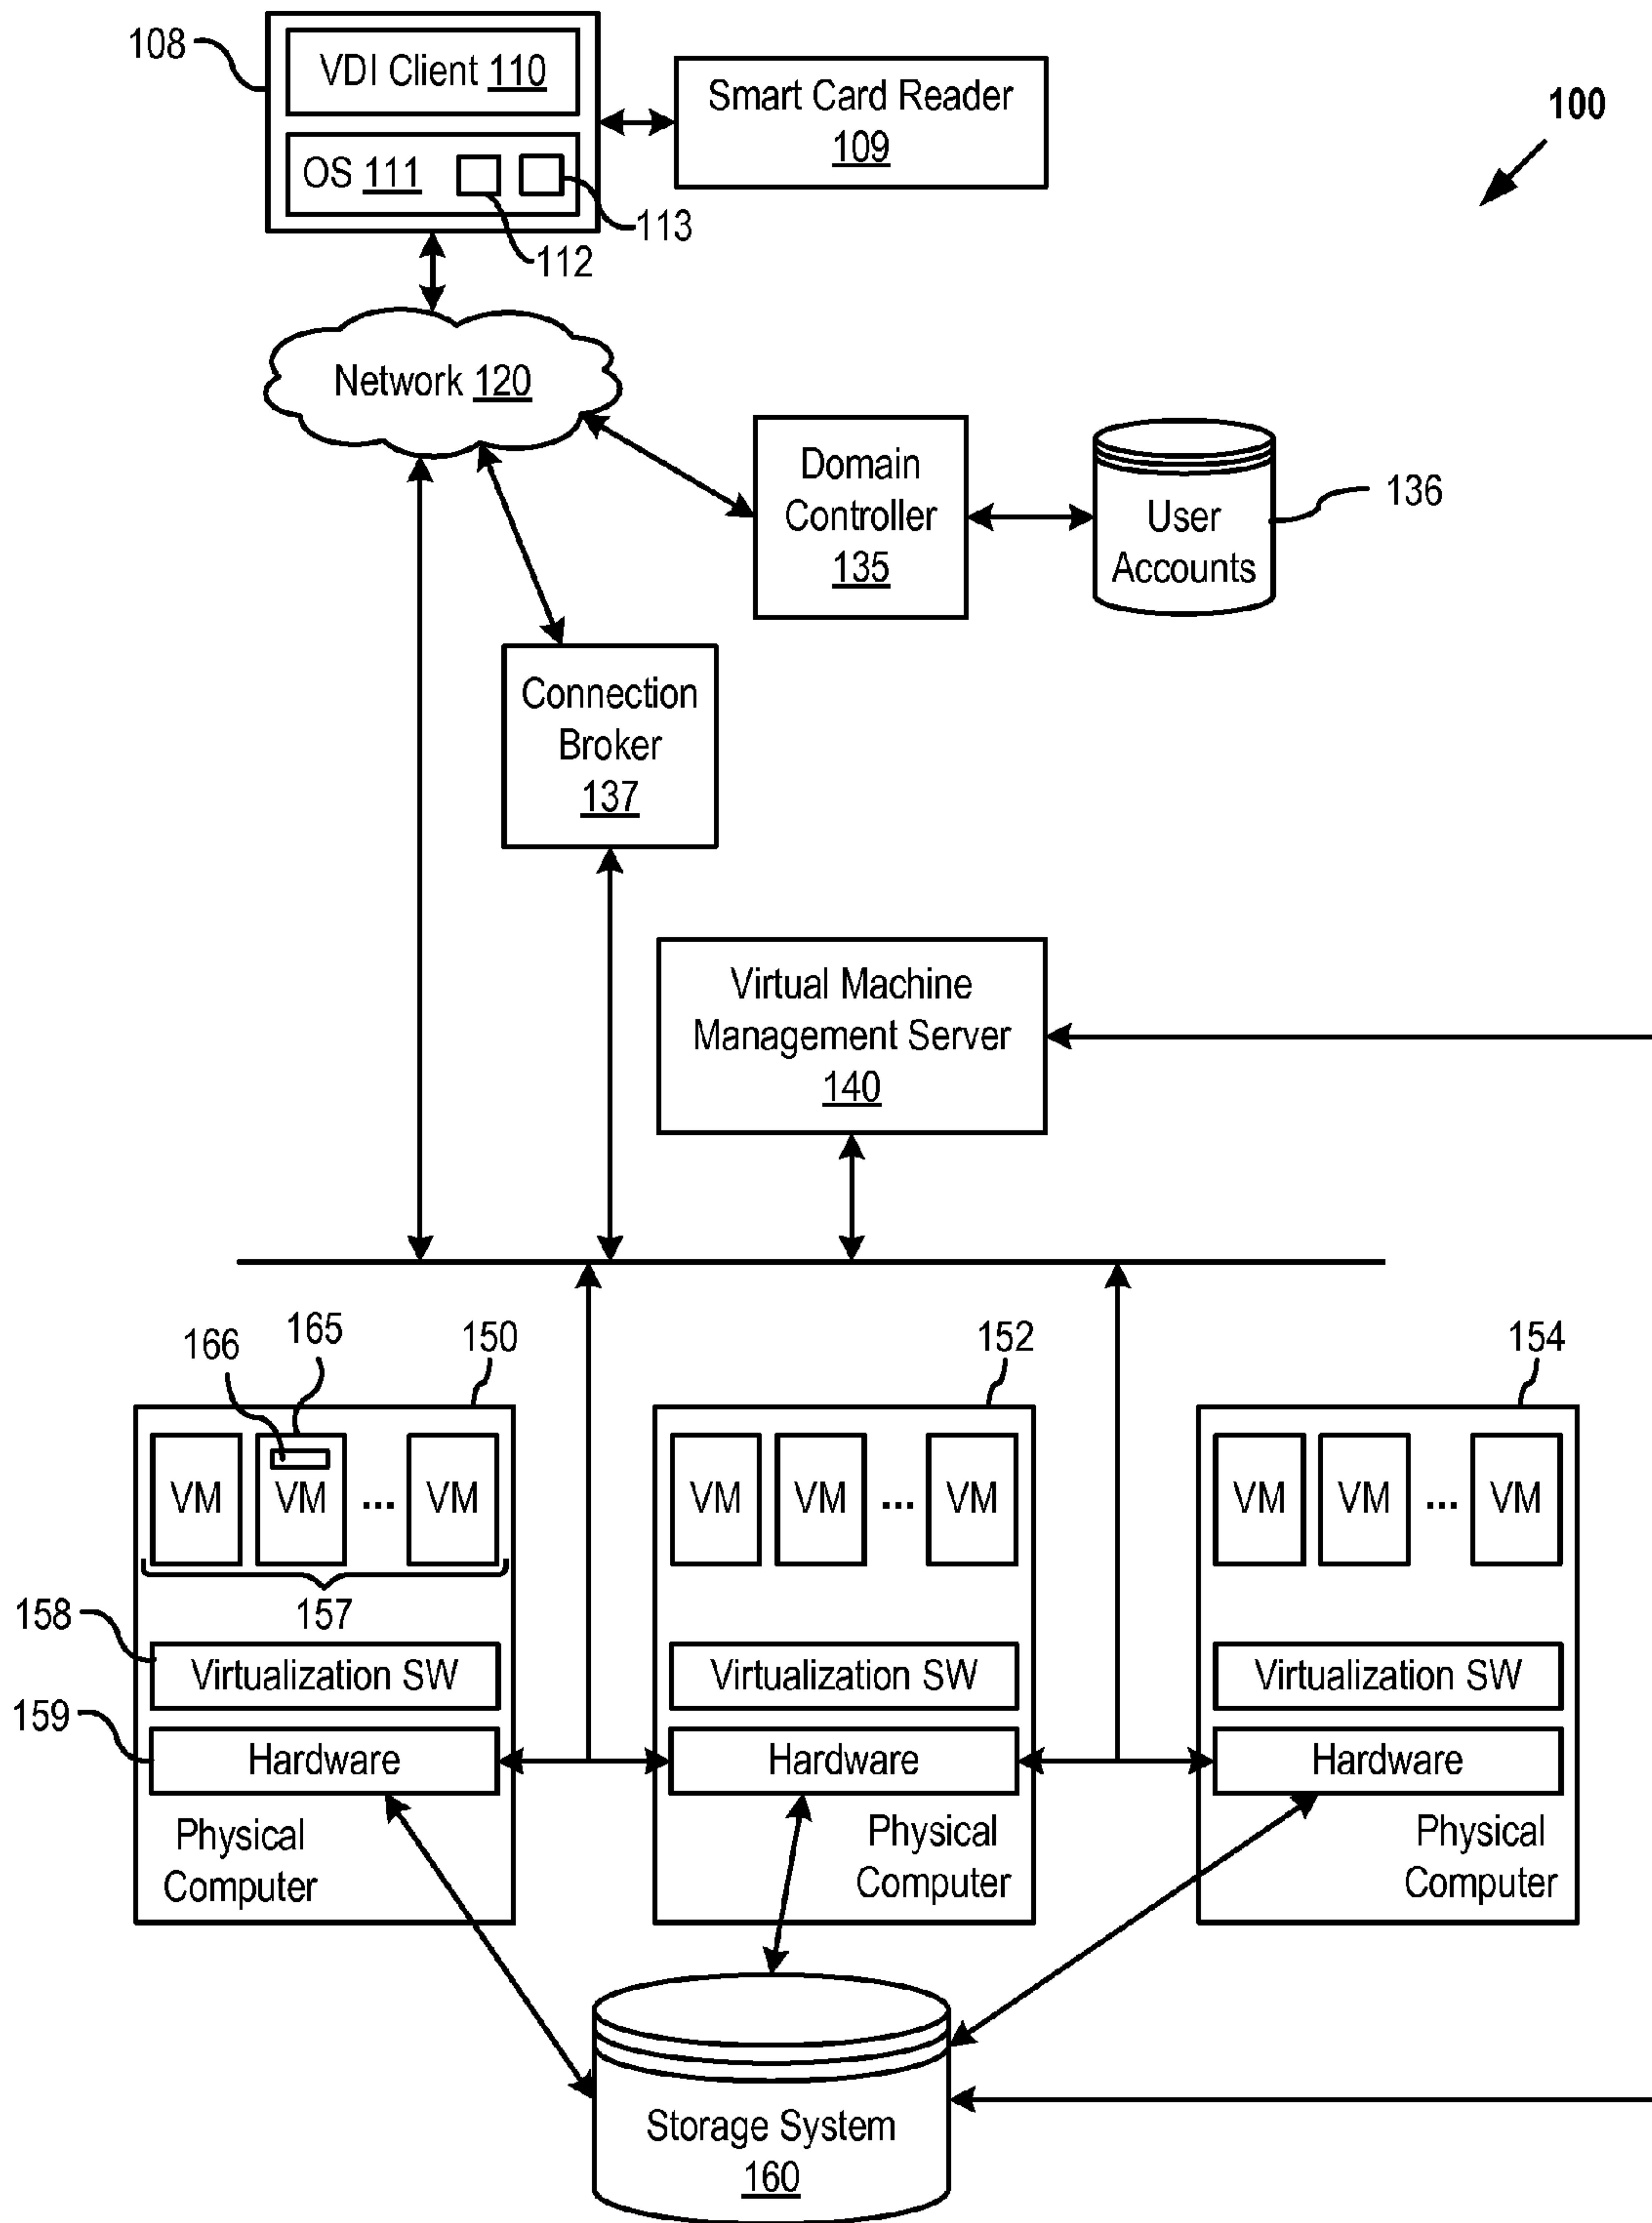 108
VDI Client 110
OS 111
Smart Card Reader
109
100
113
112
Network 120
Domain
Controller
135
User
Accounts
136
Connection
Broker
137
Virtual Machine
Management Server
140
166
165
150
152
154
VM
VM
...
VM
VM
VM
...
VM
VM
VM
...
VM
157
158
Virtualization SW
Virtualization SW
Virtualization SW
159
Hardware
Hardware
Hardware
Physical
Computer
Physical
Computer
Physical
Computer
Storage System
160